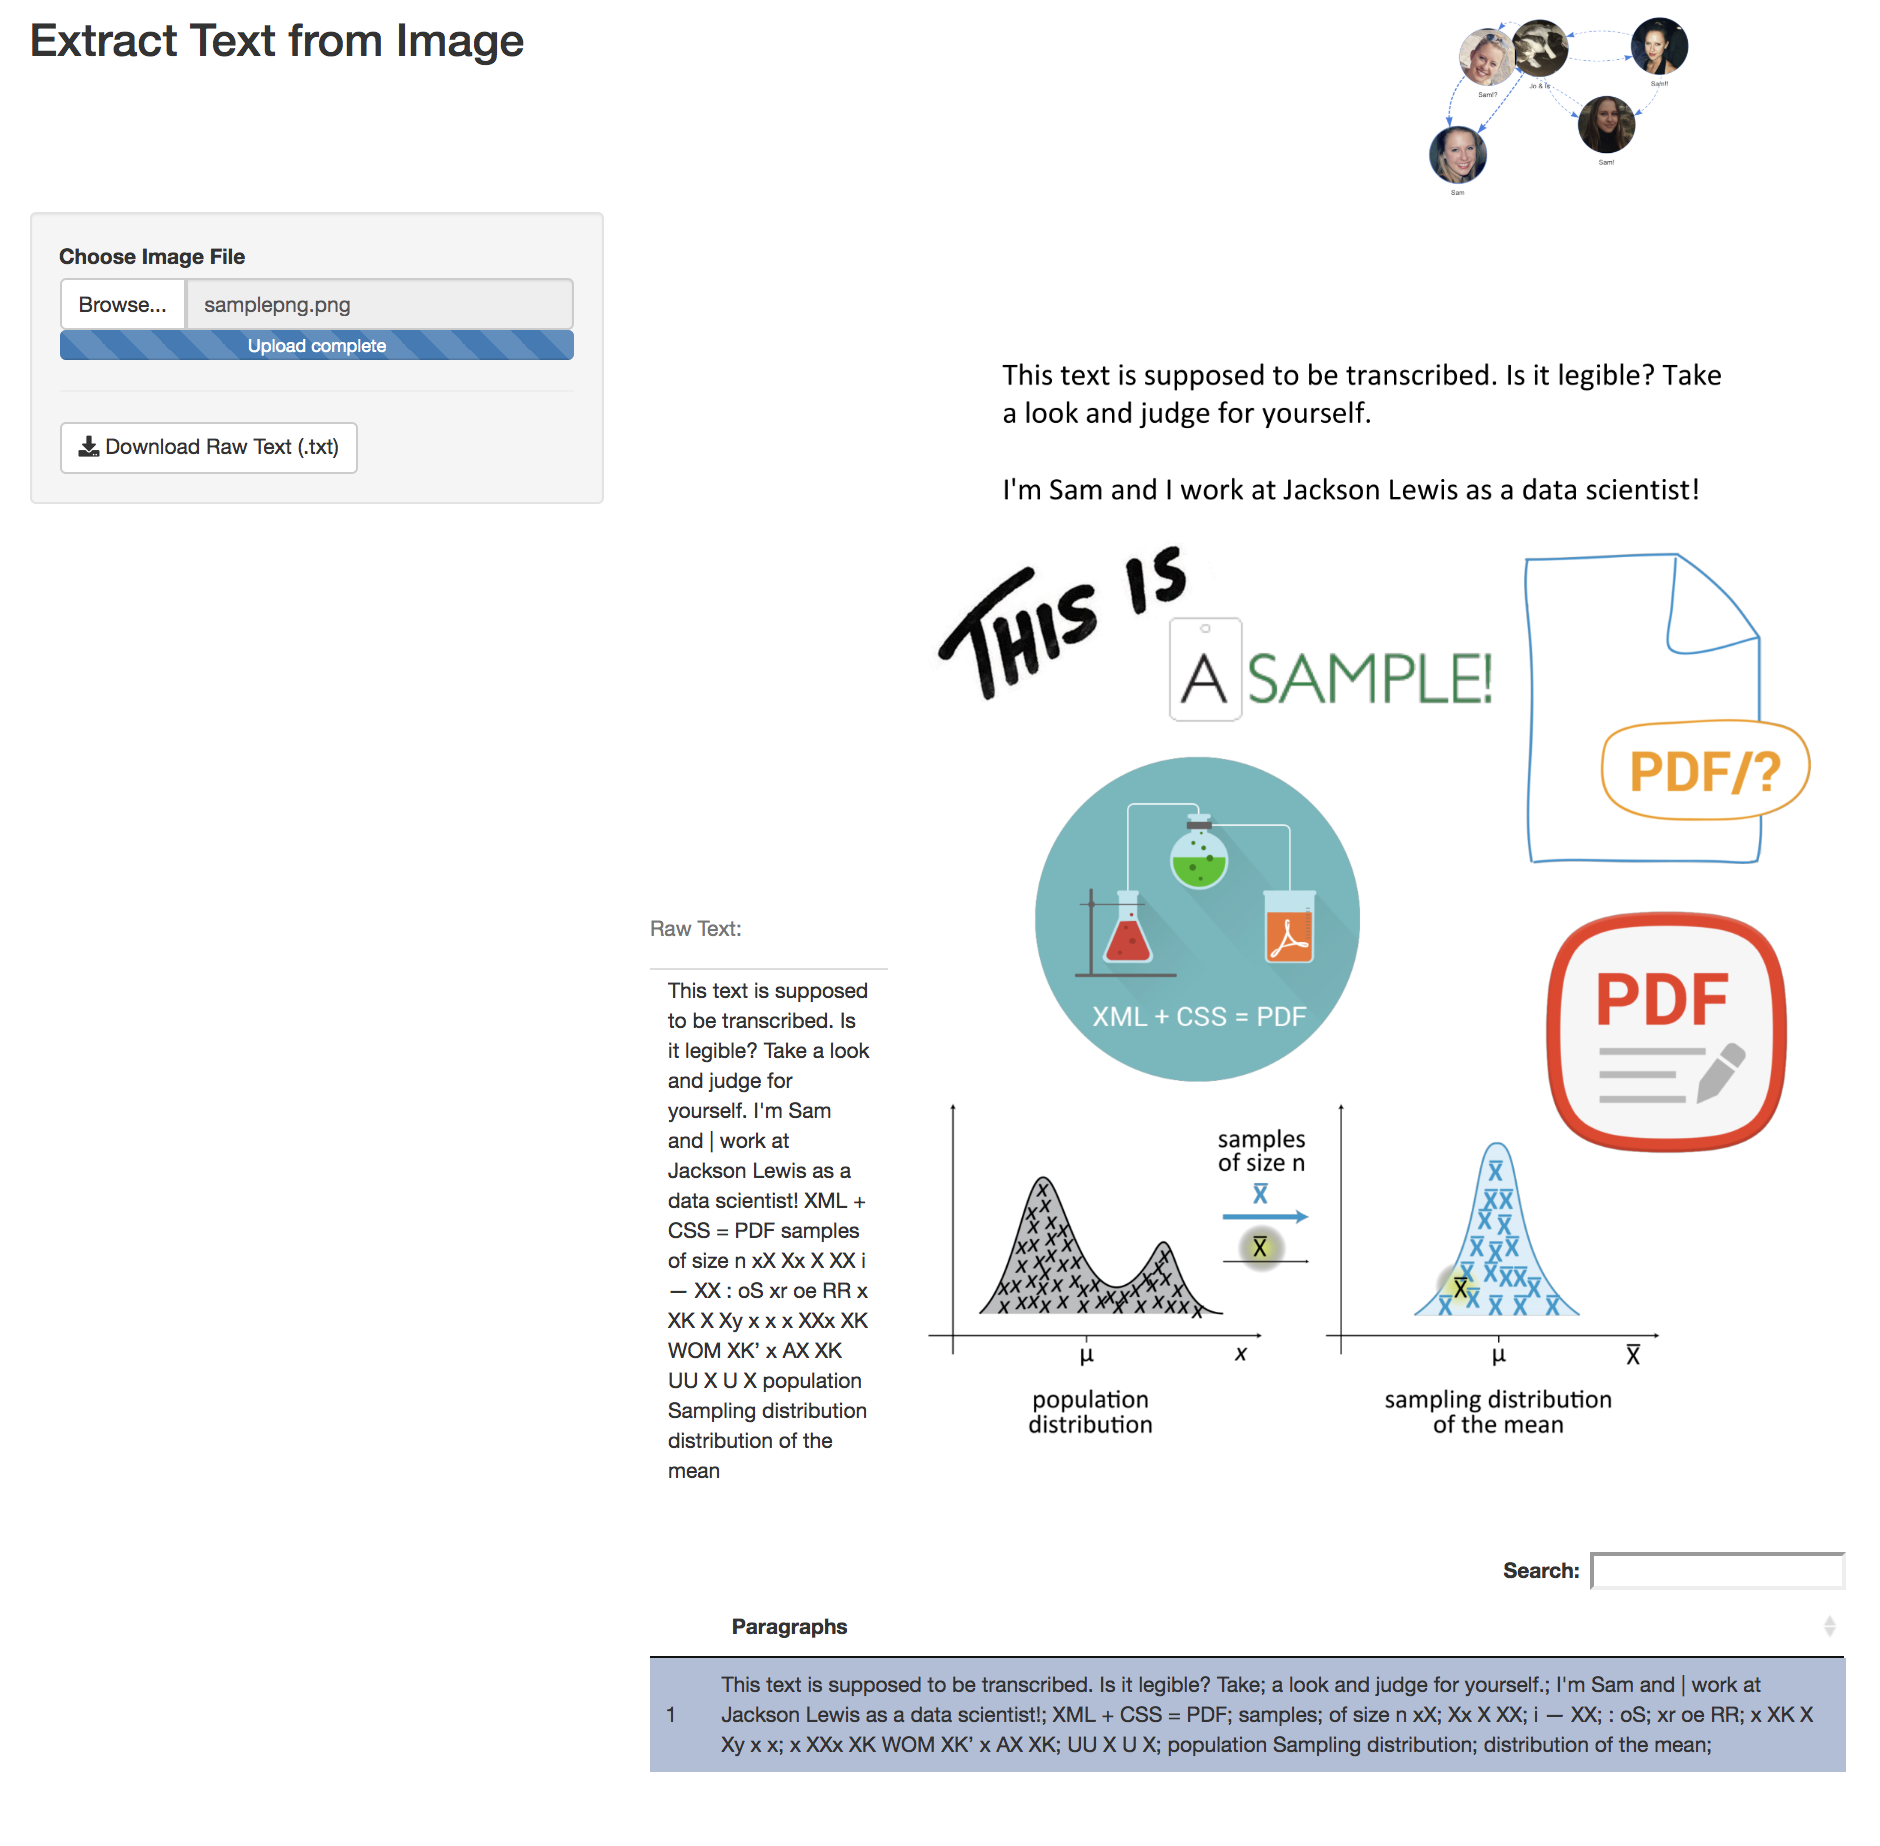 Extract Text from Image
Sam!?
Jo & Te
Sam!!
Sam!
Sam
Choose Image File
Browse...
samplepng.png
Upload complete
Download Raw Text (.txt)
This text is supposed to be transcribed. Is it legible? Take
a look and judge for yourself.
I'm Sam and I work at Jackson Lewis as a data scientist!
THIS IS
A SAMPLE!
PDF/?
XML + CSS = PDF
PDF
Raw Text:
This text is supposed
to be transcribed. Is
it legible? Take a look
and judge for
yourself. I'm Sam
and | work at
Jackson Lewis as a
data scientist! XML +
CSS = PDF samples
of size n xX Xx X XX i
— XX : oS xr oe RR x
XK X Xy x x x XXx XK
WOM XK’ x AX XK
UU X U X population
Sampling distribution
distribution of the
mean
samples
of size n
X̅
X̅
μ
x
population
distribution
μ
X̅
sampling distribution
of the mean
Search:
Paragraphs
1
This text is supposed to be transcribed. Is it legible? Take; a look and judge for yourself.; I'm Sam and | work at
Jackson Lewis as a data scientist!; XML + CSS = PDF; samples; of size n xX; Xx X XX; i — XX; : oS; xr oe RR; x XK X
Xy x x; x XXx XK WOM XK’ x AX XK; UU X U X; population Sampling distribution; distribution of the mean;